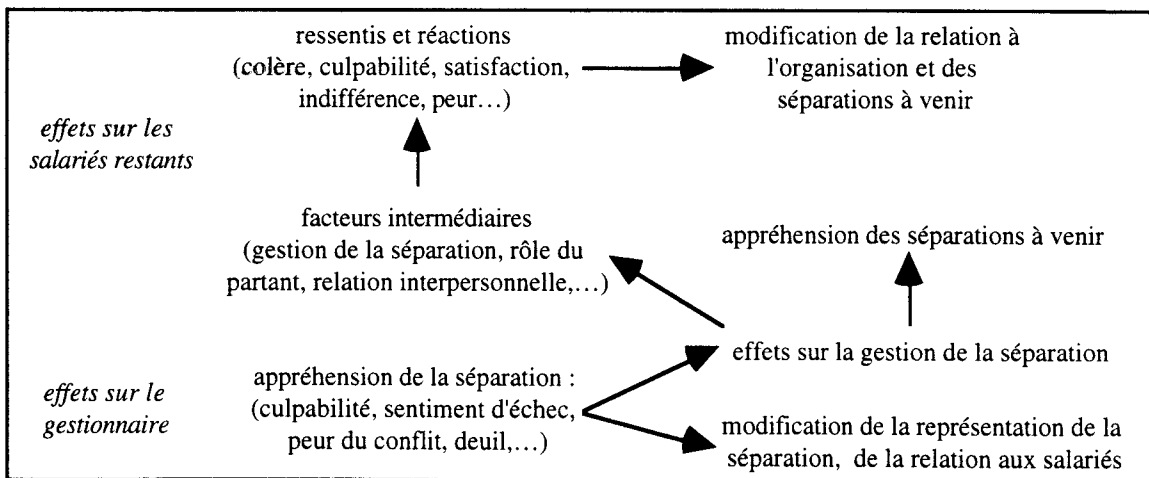 ressentis et réactions
(colère, culpabilité, satisfaction,
indifférence, peur…)
modification de la relation à
l'organisation et des
séparations à venir
effets sur les
salariés restants
facteurs intermédiaires
(gestion de la séparation, rôle du
partant, relation interpersonnelle,…)
appréhension des séparations à venir
effets sur la gestion de la séparation
effets sur le
gestionnaire
appréhension de la séparation :
(culpabilité, sentiment d'échec,
peur du conflit, deuil,…)
modification de la représentation de la
séparation, de la relation aux salariés